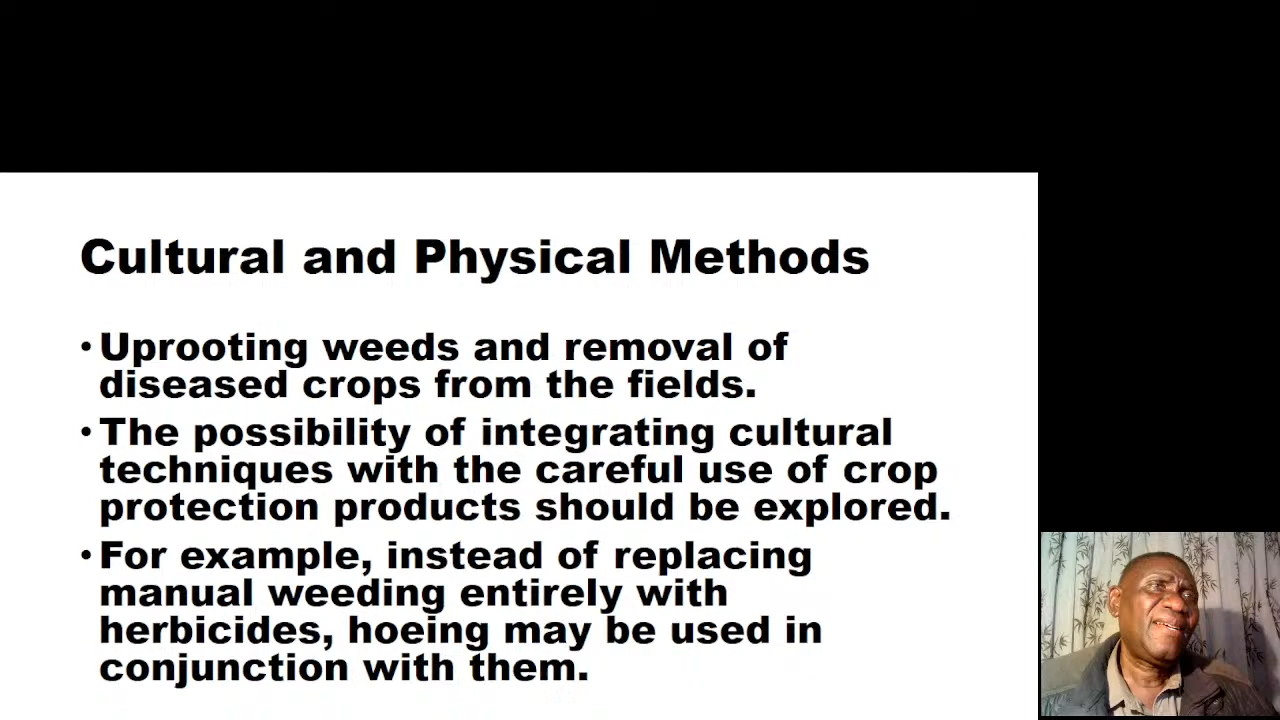 Cultural and Physical Methods
• Uprooting weeds and removal of
diseased crops from the fields.
• The possibility of integrating cultural
techniques with the careful use of crop
protection products should be explored.
• For example, instead of replacing
manual weeding entirely with
herbicides, hoeing may be used in
conjunction with them.